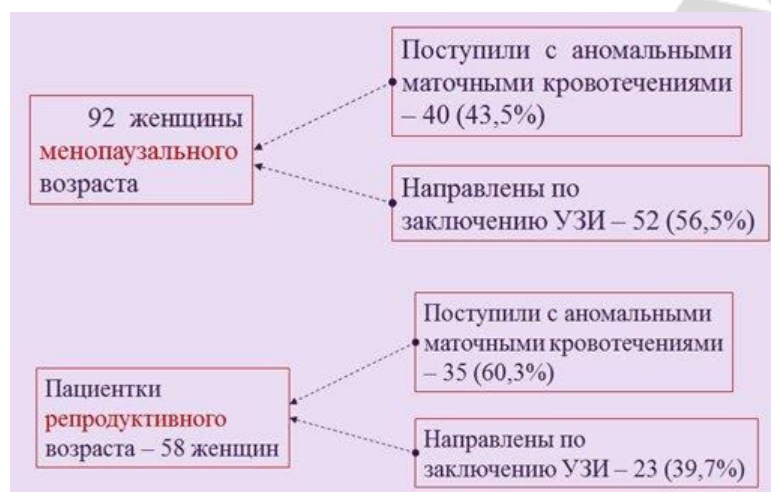 92 женщины
менопаузального
возраста
Поступили с аномальными
маточными кровотечениями
– 40 (43,5%)
Направлены по
заключению УЗИ – 52 (56,5%)
Пациентки
репродуктивного
возраста – 58 женщин
Поступили с аномальными
маточными кровотечениями
– 35 (60,3%)
Направлены по
заключению УЗИ – 23 (39,7%)